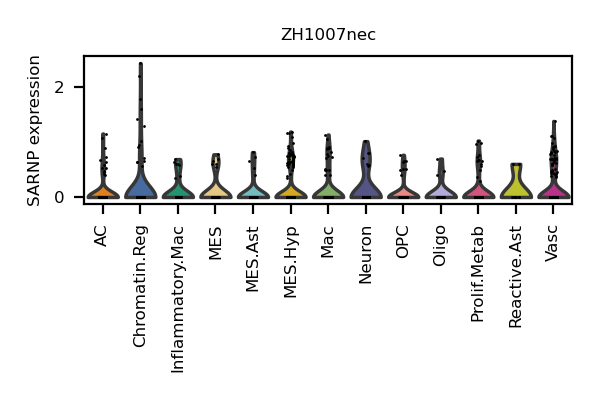 ZH1007nec
SARNP expression
2
0
AC
Chromatin.Reg
Inflammatory.Mac
MES
MES.Ast
MES.Hyp
Mac
Neuron
OPC
Oligo
Prolif.Metab
Reactive.Ast
Vasc